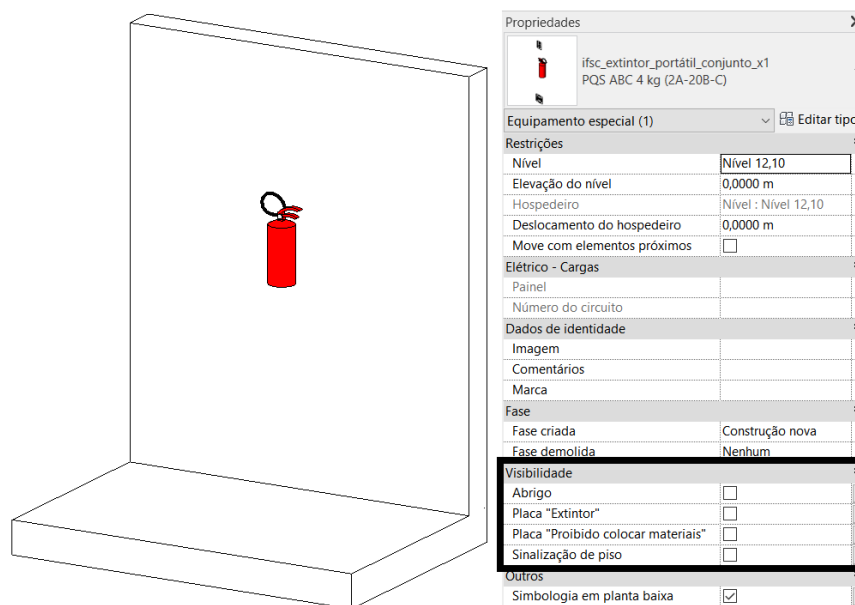 Propriedades
ifsc_extintor_portátil_conjunto_x1
PQS ABC 4 kg (2A-20B-C)
Equipamento especial (1) Editar tipo
Restrições
Nível Nível 12,10
Elevação do nível 0,0000 m
Hospedeiro Nível : Nível 12,10
Deslocamento do hospedeiro 0,0000 m
Move com elementos próximos
Elétrico - Cargas
Painel
Número do circuito
Dados de identidade
Imagem
Comentários
Marca
Fase
Fase criada Construção nova
Fase demolida Nenhum
Visibilidade
Abrigo
Placa "Extintor"
Placa "Proibido colocar materiais"
Sinalização de piso
Outros
Simbologia em planta baixa